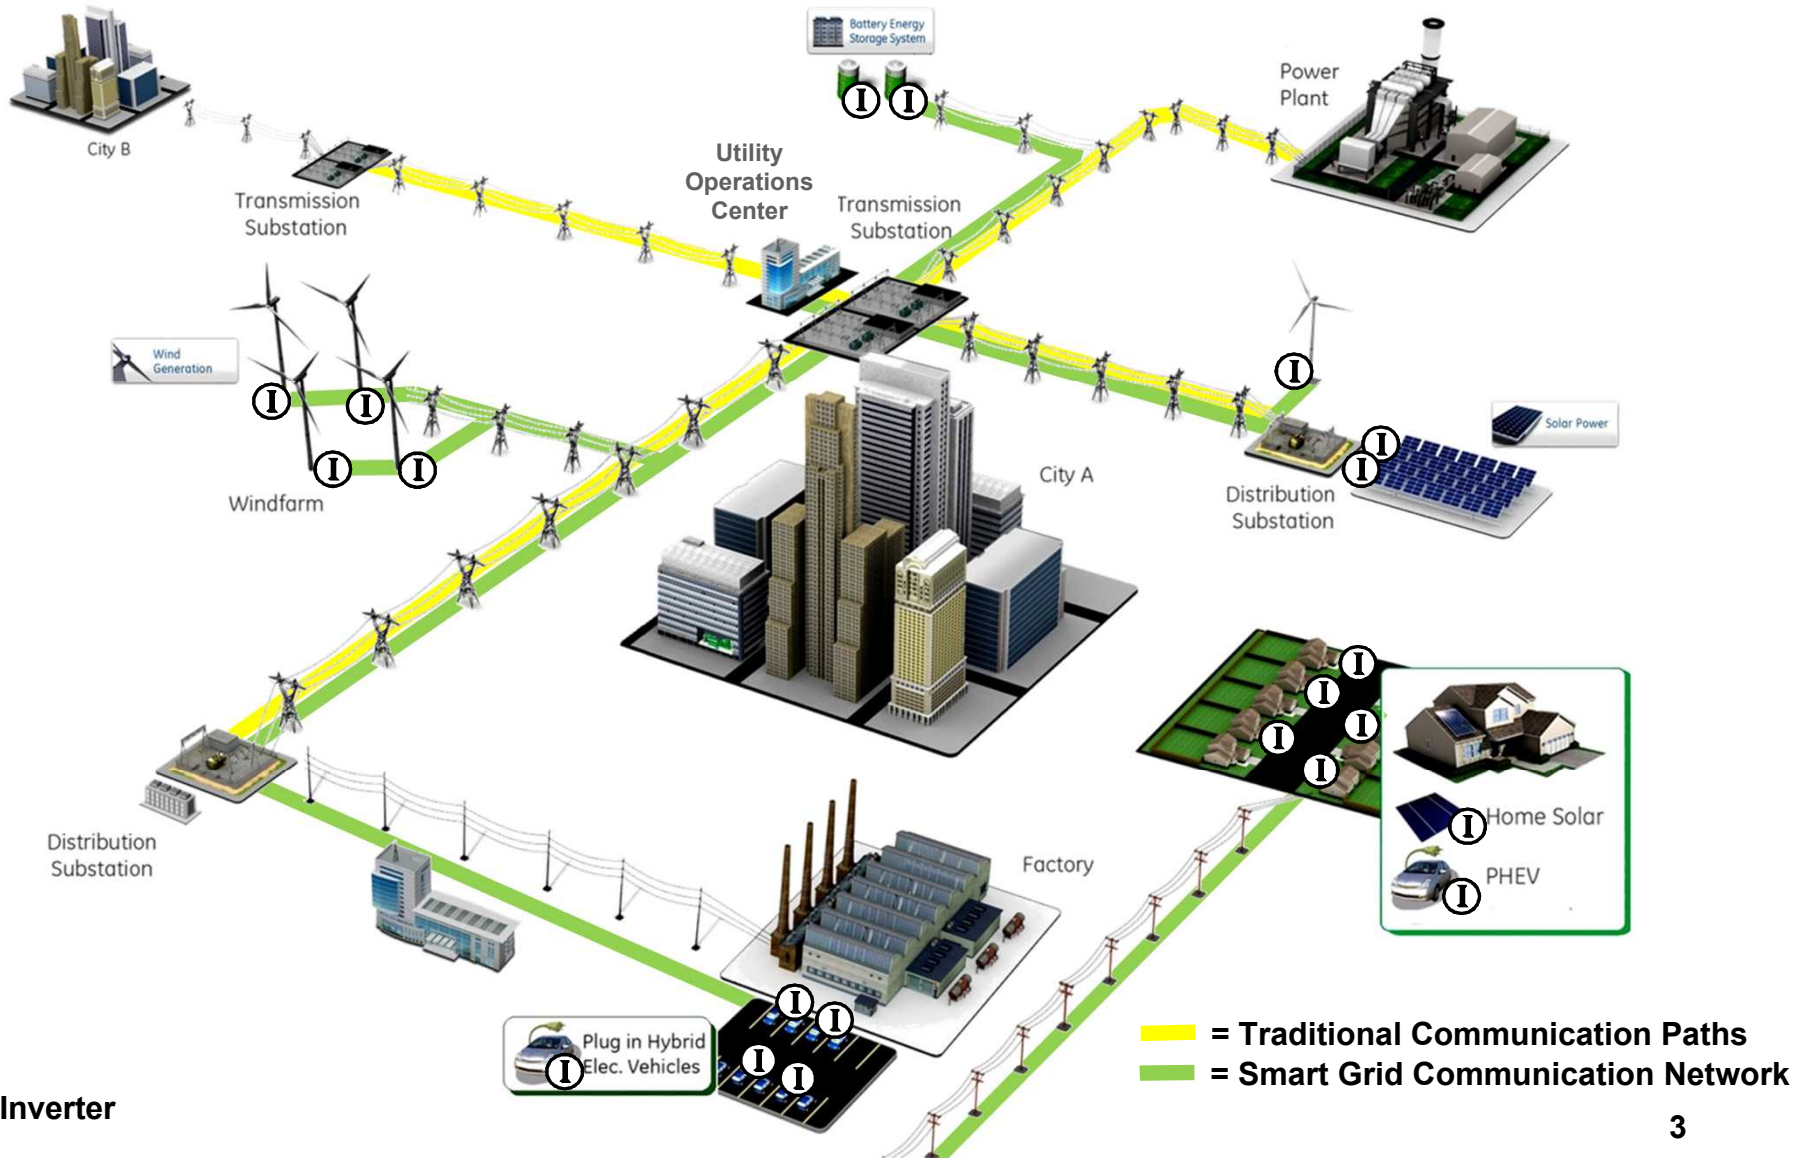 Battery Energy
Storage System
Power
Plant
City B
Utility
Operations
Center
Transmission
Substation
Transmission
Substation
Wind
Generation
I
I
I
I
I
I
I
Solar Power
I
I
Windfarm
City A
Distribution
Substation
I
I
I
I
I
Home Solar
I
PHEV
I
Distribution
Substation
Factory
I
I
I
I
Plug in Hybrid
Elec. Vehicles
I
= Traditional Communication Paths
= Smart Grid Communication Network
Inverter
3